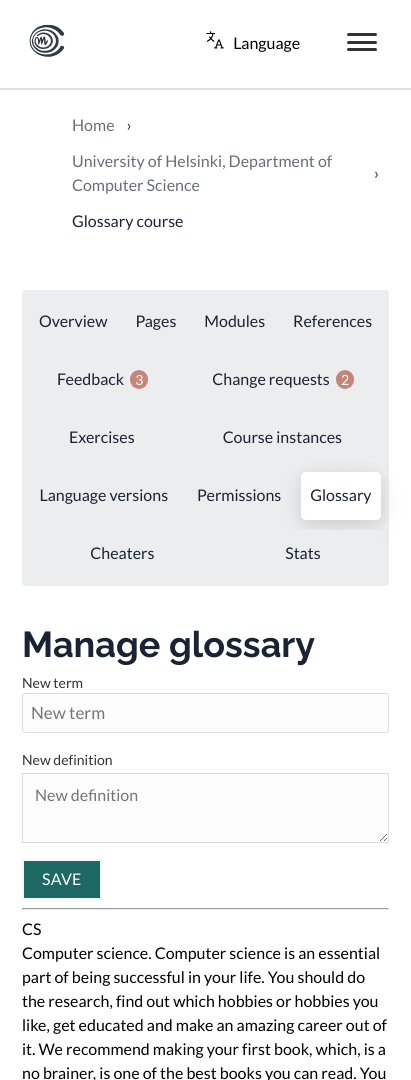 Language
Home ›
University of Helsinki, Department of
Computer Science ›
Glossary course
Overview Pages Modules References
Feedback 3 Change requests 2
Exercises Course instances
Language versions Permissions Glossary
Cheaters Stats
Manage glossary
New term
New term
New definition
New definition
SAVE
CS
Computer science. Computer science is an essential
part of being successful in your life. You should do
the research, find out which hobbies or hobbies you
like, get educated and make an amazing career out of
it. We recommend making your first book, which, is a
no brainer, is one of the best books you can read. You